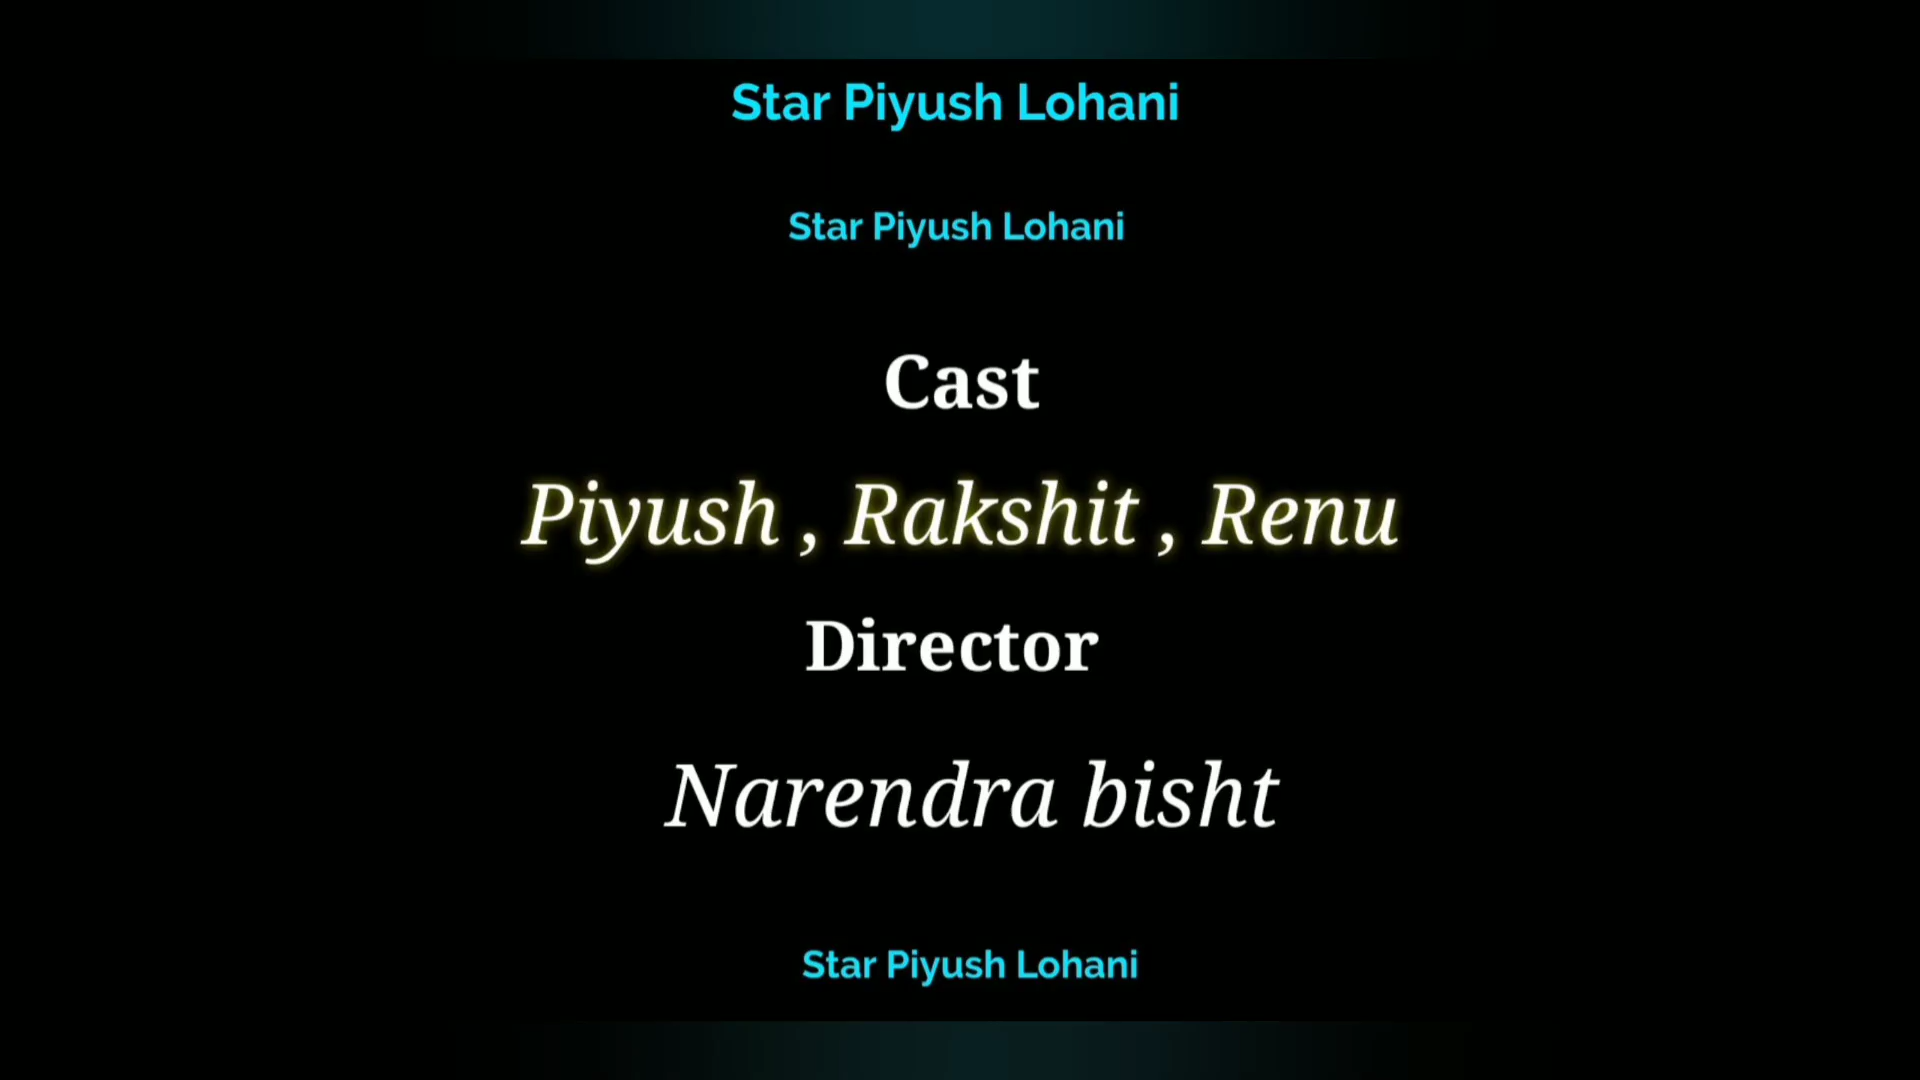 Star Piyush Lohani
Star Piyush Lohani
Cast
Piyush , Rakshit , Renu
Director
Narendra bisht
Star Piyush Lohani